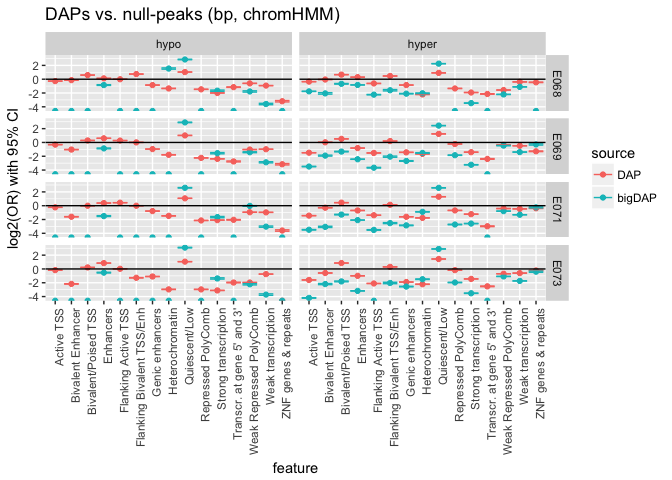 DAPs vs. null-peaks (bp, chromHMM)
hypo
hyper
2
0
-2
-4
E068
2
0
-2
-4
E069
2
0
-2
-4
E071
2
0
-2
-4
E073
log2(OR) with 95% CI
source
DAP
bigDAP
Active TSS
Bivalent Enhancer
Bivalent/Poised TSS
Enhancers
Flanking Active TSS
Flanking Bivalent TSS/Enh
Genic enhancers
Heterochromatin
Quiescent/Low
Repressed PolyComb
Strong transcription
Transcr. at gene 5' and 3'
Weak Repressed PolyComb
Weak transcription
ZNF genes & repeats
Active TSS
Bivalent Enhancer
Bivalent/Poised TSS
Enhancers
Flanking Active TSS
Flanking Bivalent TSS/Enh
Genic enhancers
Heterochromatin
Quiescent/Low
Repressed PolyComb
Strong transcription
Transcr. at gene 5' and 3'
Weak Repressed PolyComb
Weak transcription
ZNF genes & repeats
feature